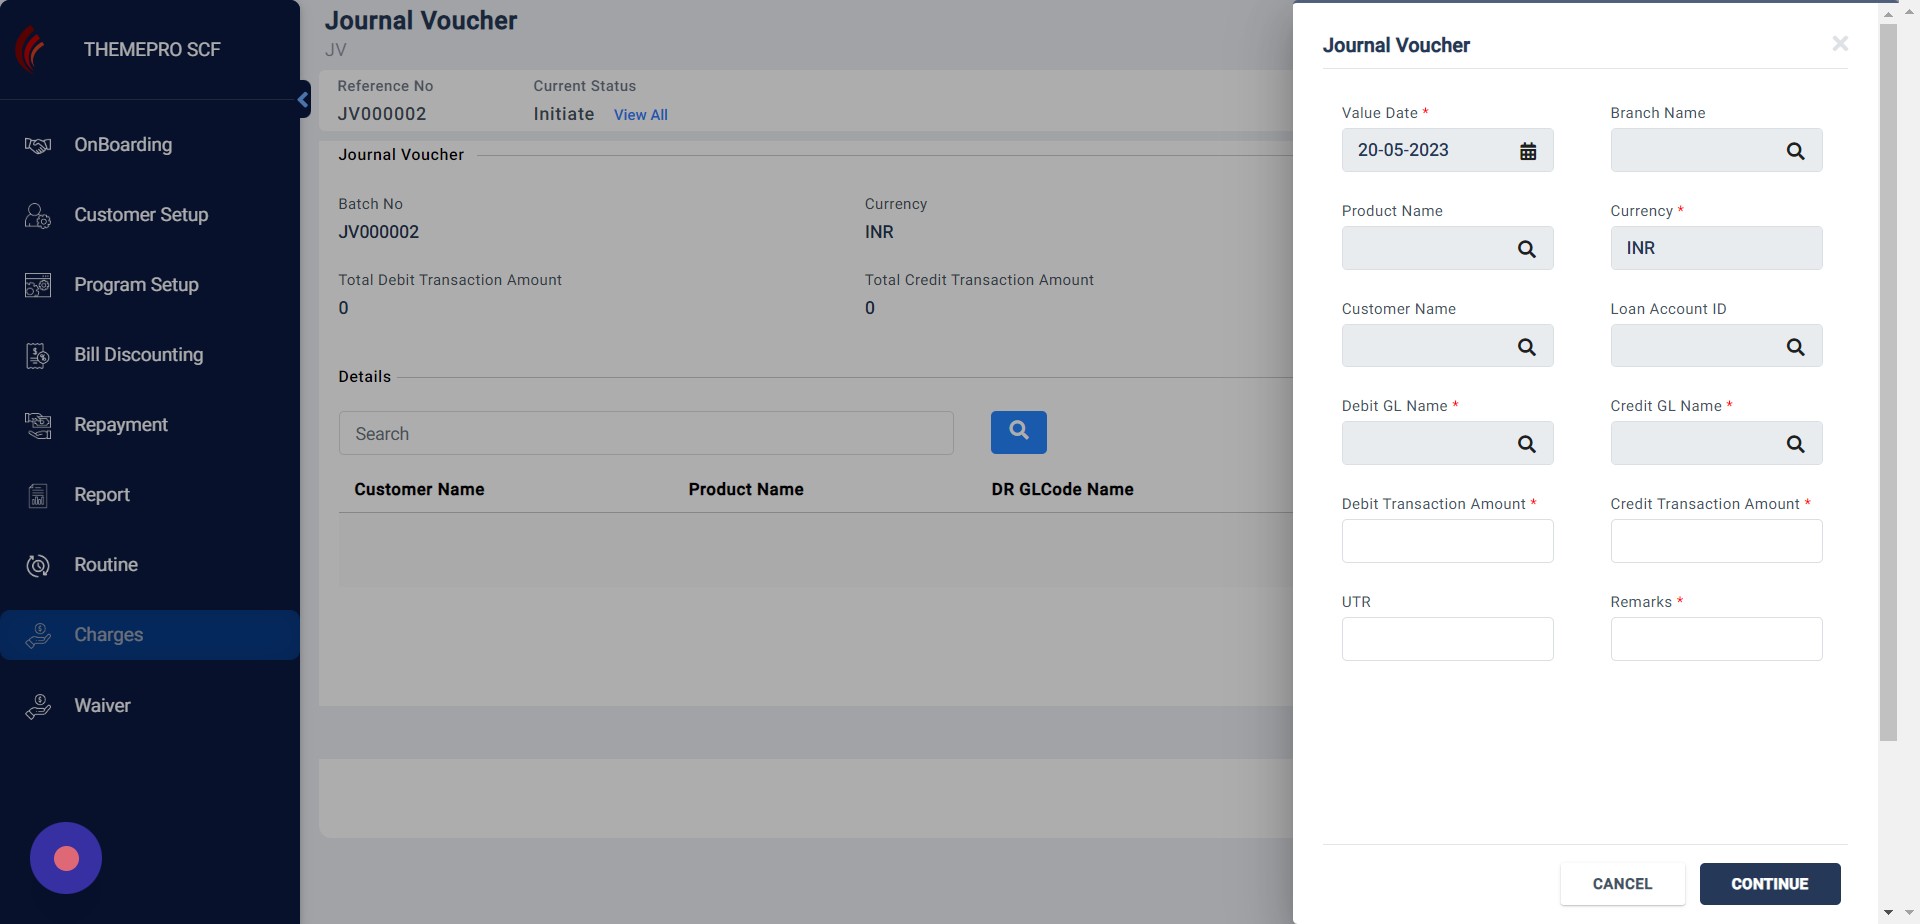 THEMEPRO SCF
OnBoarding
Customer Setup
Program Setup
Bill Discounting
Repayment
Report
Routine
Charges
Waiver
Journal Voucher
JV
Reference No
Current Status
JV000002
Initiate View All
Journal Voucher
Batch No
Currency
JV000002
INR
Total Debit Transaction Amount
Total Credit Transaction Amount
0
0
Details
Search
Customer Name
Product Name
DR GLCode Name
Journal Voucher
×
Value Date *
Branch Name
20-05-2023
Product Name
Currency *
INR
Customer Name
Loan Account ID
Debit GL Name *
Credit GL Name *
Debit Transaction Amount *
Credit Transaction Amount *
UTR
Remarks *
CANCEL
CONTINUE